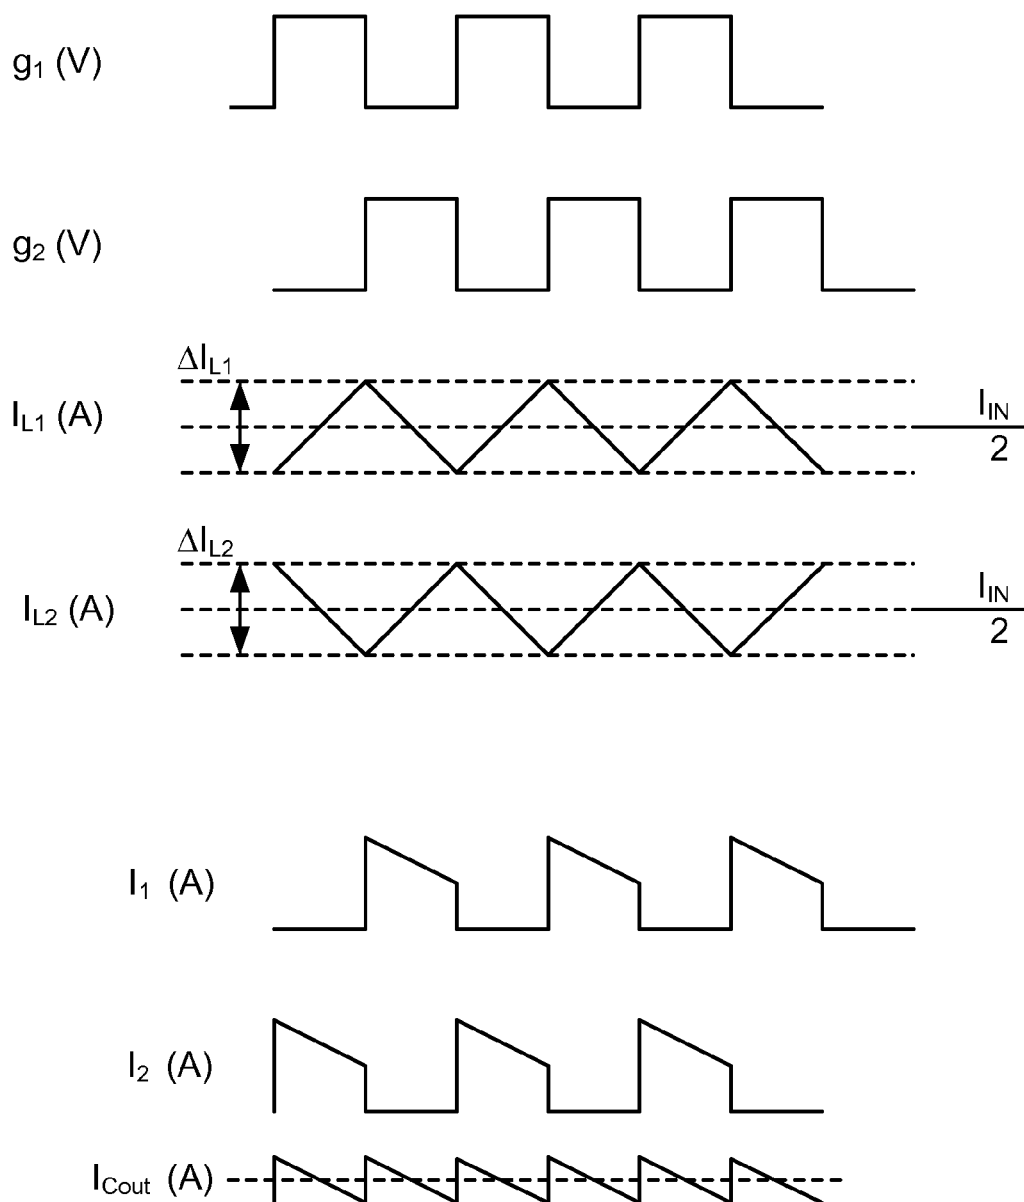 g₁ (V)
g₂ (V)
ΔI_L1
I_L1 (A)
I_IN
2
ΔI_L2
I_L2 (A)
I_IN
2
I₁ (A)
I₂ (A)
I_Cout (A)